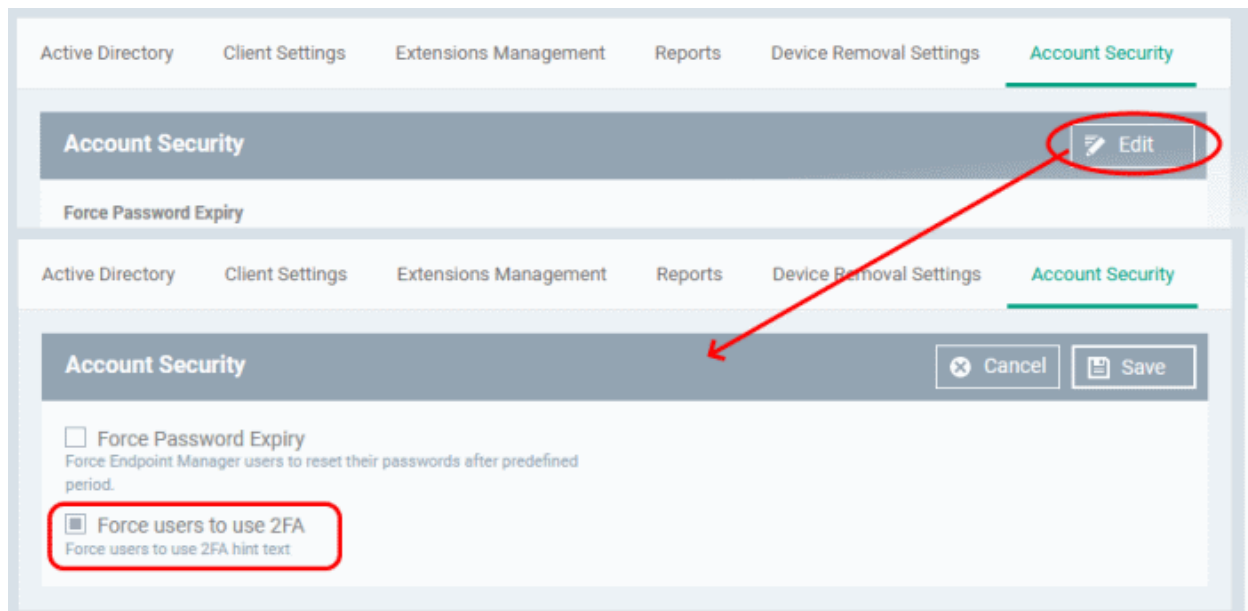 Active Directory Client Settings Extensions Management Reports Device Removal Settings Account Security
Account Security Edit
Force Password Expiry
Active Directory Client Settings Extensions Management Reports Device Removal Settings Account Security
Account Security Cancel Save
Force Password Expiry
Force Endpoint Manager users to reset their passwords after predefined
period.
Force users to use 2FA
Force users to use 2FA hint text